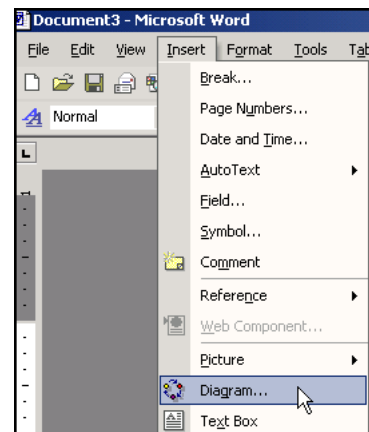 Document3 - Microsoft Word
File Edit View Insert Format Tools
Normal
Break...
Page Numbers...
Date and Time...
AutoText
Field...
Symbol...
Comment
Reference
Web Component...
Picture
Diagram...
Text Box